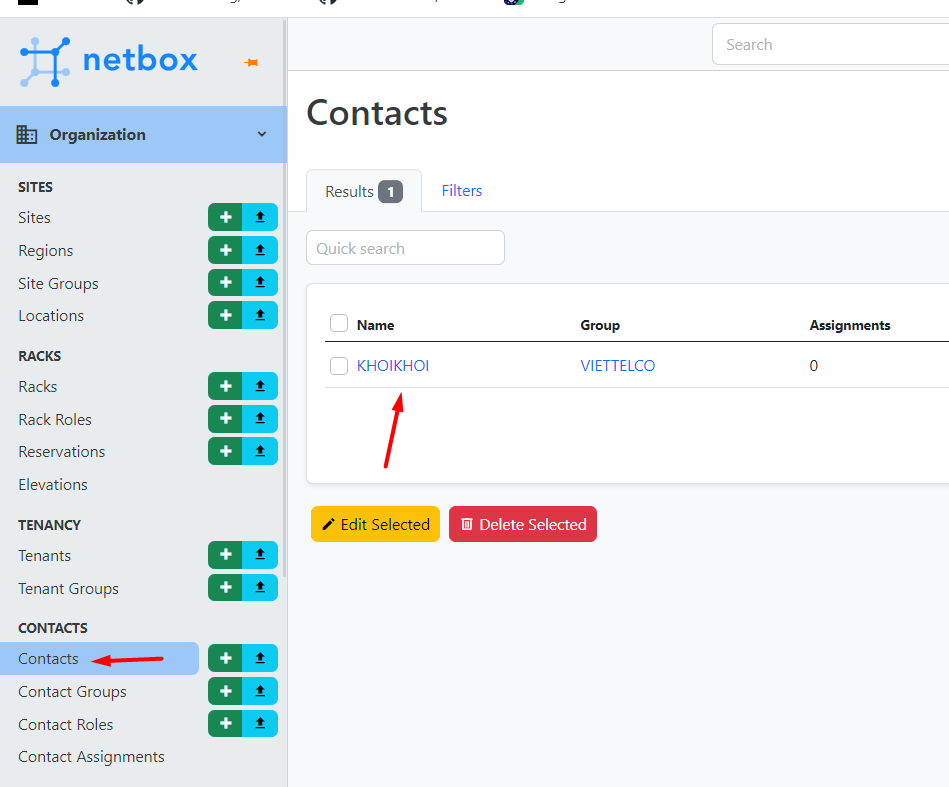 netbox
Search
Organization
Contacts
SITES
Results 1
Filters
Sites
Regions
Quick search
Site Groups
Locations
Name
Group
Assignments
RACKS
KHOIKHOI
VIETTELCO
0
Racks
Rack Roles
Reservations
Elevations
TENANCY
Edit Selected
Delete Selected
Tenants
Tenant Groups
CONTACTS
Contacts
Contact Groups
Contact Roles
Contact Assignments